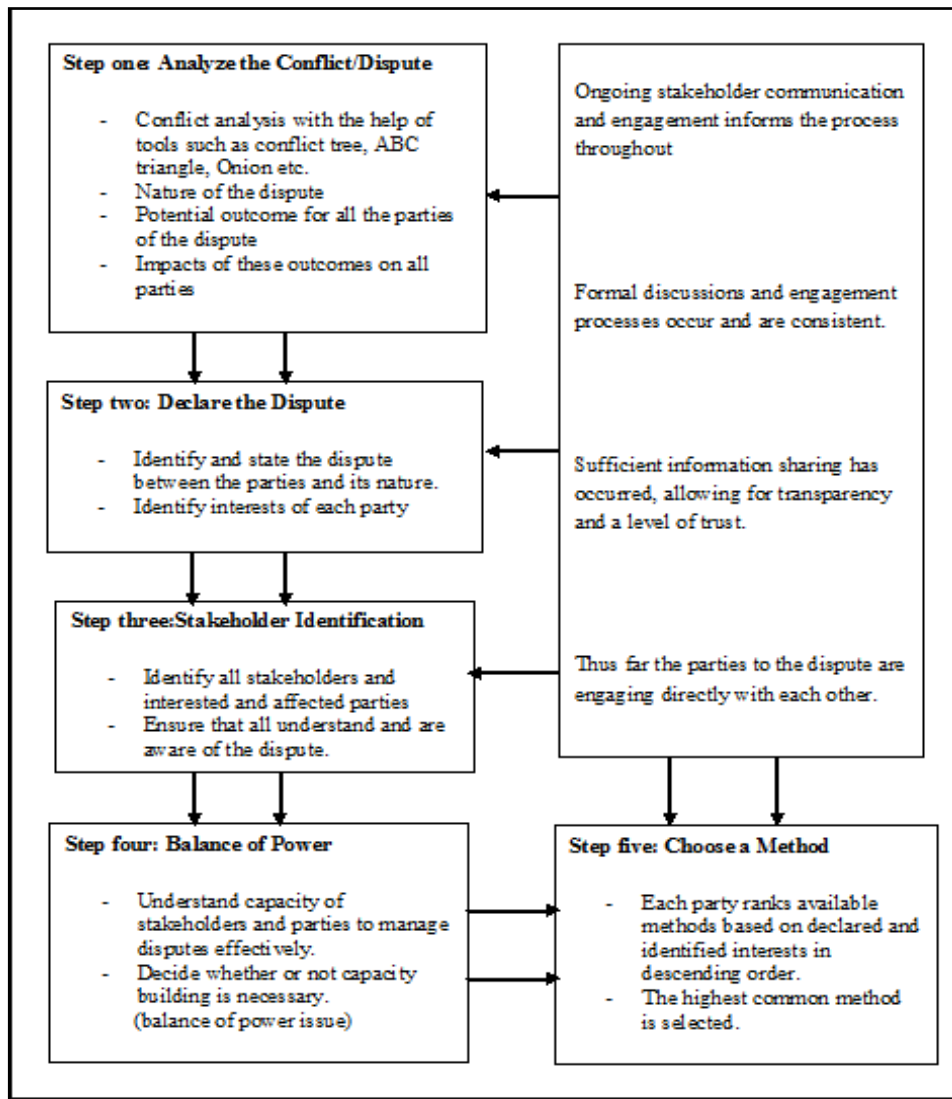 Step one: Analyze the Conflict/Dispute
- Conflict analysis with the help of
tools such as conflict tree, ABC
triangle, Onion etc.
- Nature of the dispute
- Potential outcome for all the parties
of the dispute
- Impacts of these outcomes on all
parties
Ongoing stakeholder communication
and engagement informs the process
throughout
Formal discussions and engagement
processes occur and are consistent.
Sufficient information sharing has
occurred, allowing for transparency
and a level of trust.
Thus far the parties to the dispute are
engaging directly with each other.
Step two: Declare the Dispute
- Identify and state the dispute
between the parties and its nature.
- Identify interests of each party
Step three:Stakeholder Identification
- Identify all stakeholders and
interested and affected parties
- Ensure that all understand and are
aware of the dispute.
Step four: Balance of Power
- Understand capacity of
stakeholders and parties to manage
disputes effectively.
- Decide whether or not capacity
building is necessary.
(balance of power issue)
Step five: Choose a Method
- Each party ranks available
methods based on declared and
identified interests in
descending order.
- The highest common method
is selected.